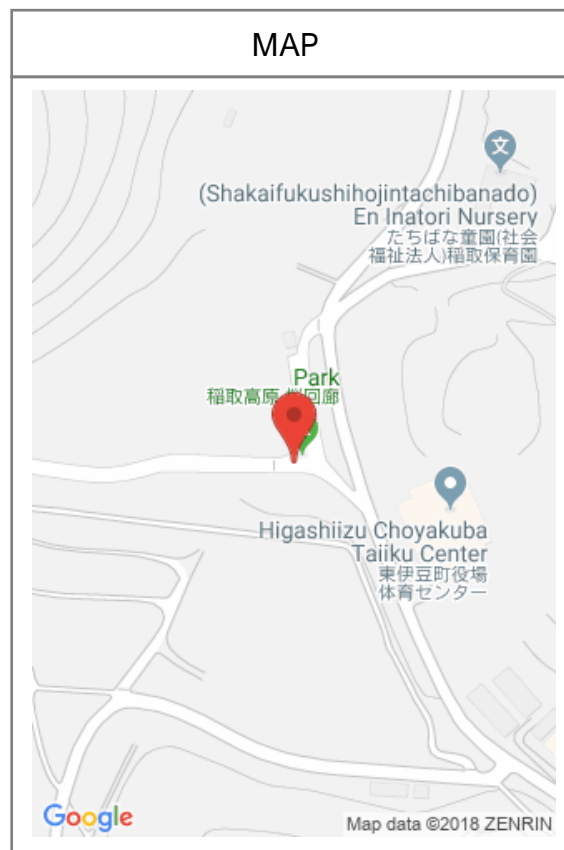 MAP
文
(Shakaifukushihojintachibanado)
En Inatori Nursery
たちばな童園(社会
福祉法人)稲取保育園
Park
稲取高原 回廊
Higashiizu Choyakuba
Taiiku Center
東伊豆町役場
体育センター
Google
Map data ©2018 ZENRIN